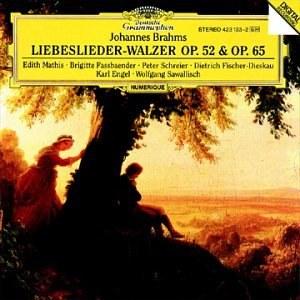 Deutsche
Grammophon
STEREO 423 133-2 GH
Johannes Brahms
LIEBESLIEDER-WALZER OP. 52 & OP. 65
Edith Mathis · Brigitte Fassbaender · Peter Schreier · Dietrich Fischer-Dieskau
Karl Engel · Wolfgang Sawallisch
NUMERIQUE